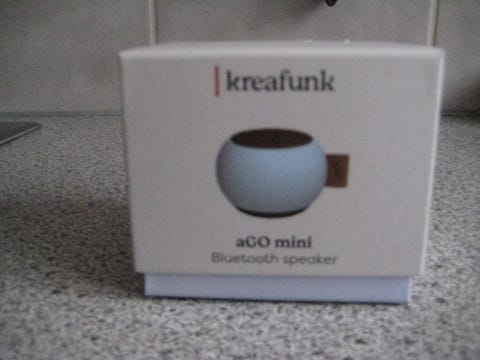 kreafunk
aGO mini
Bluetooth speaker